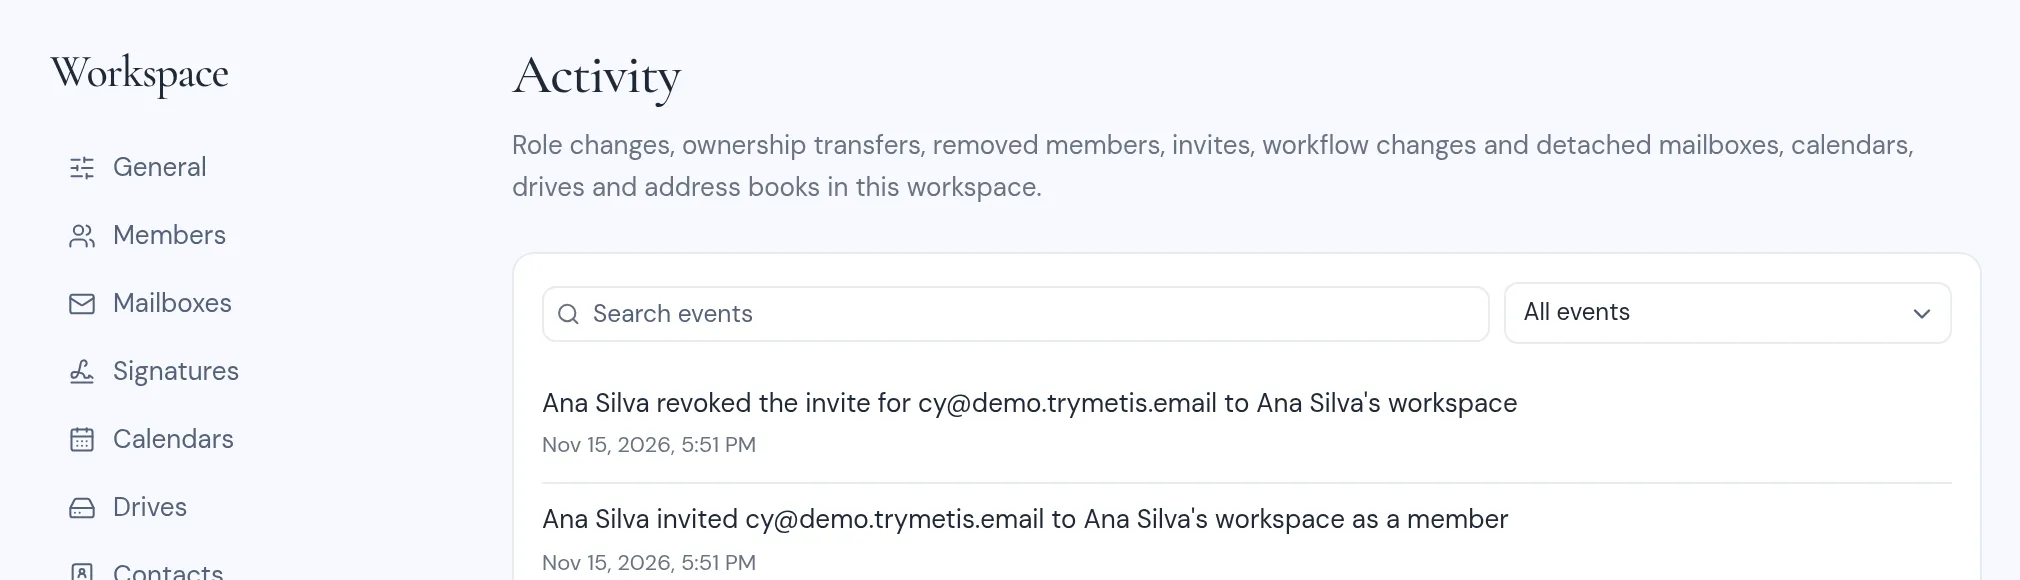 Workspace
General
Members
Mailboxes
Signatures
Calendars
Drives
Contacts
Activity
Role changes, ownership transfers, removed members, invites, workflow changes and detached mailboxes, calendars,
drives and address books in this workspace.
Search events
All events
Ana Silva revoked the invite for cy@demo.trymetis.email to Ana Silva's workspace
Nov 15, 2026, 5:51 PM
Ana Silva invited cy@demo.trymetis.email to Ana Silva's workspace as a member
Nov 15, 2026, 5:51 PM